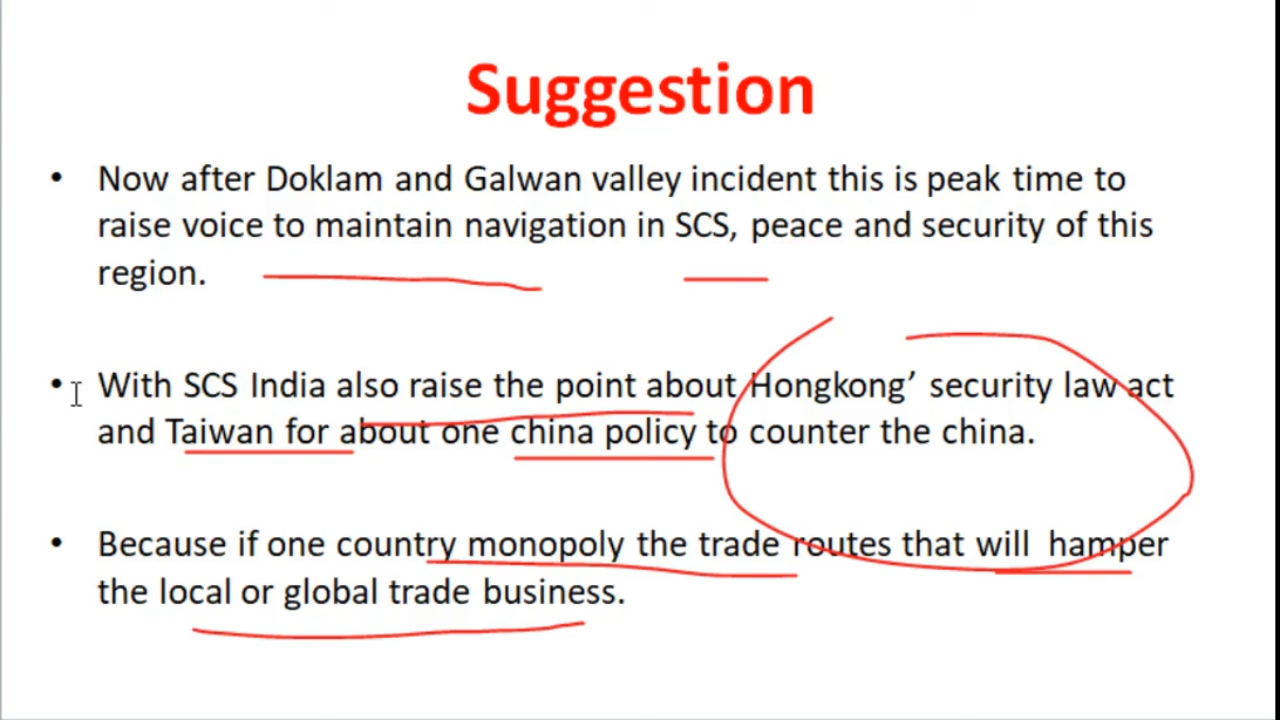 Suggestion
• Now after Doklam and Galwan valley incident this is peak time to
raise voice to maintain navigation in SCS, peace and security of this
region.
• With SCS India also raise the point about Hongkong’ security law act
and Taiwan for about one china policy to counter the china.
• Because if one country monopoly the trade routes that will hamper
the local or global trade business.